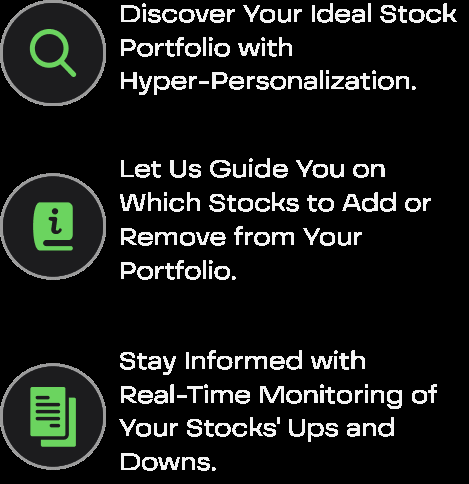 Discover Your Ideal Stock
Portfolio with
Hyper-Personalization.
Let Us Guide You on
Which Stocks to Add or
Remove from Your
Portfolio.
Stay Informed with
Real-Time Monitoring of
Your Stocks' Ups and
Downs.